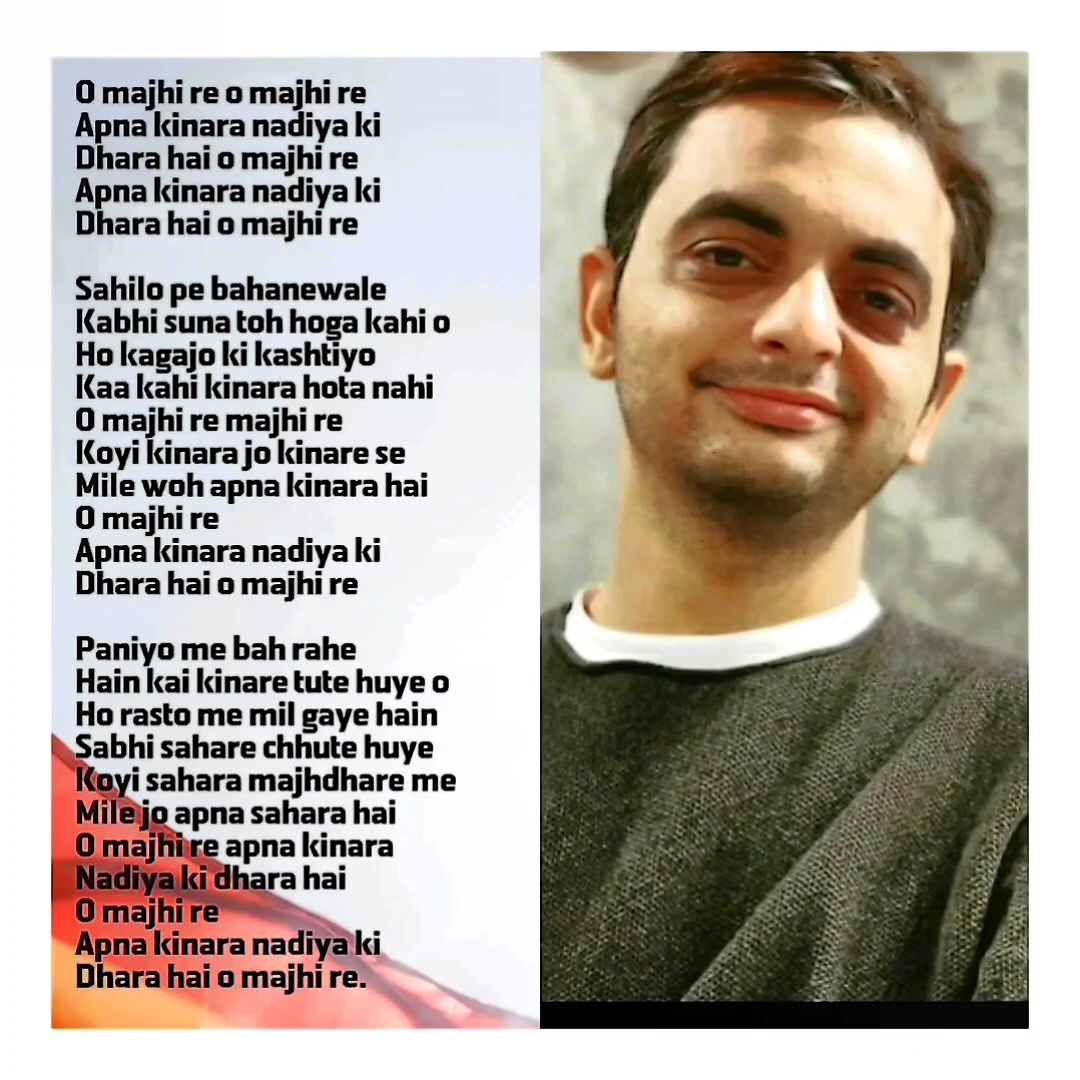 O majhi re o majhi re
Apna kinara nadiya ki
Dhara hai o majhi re
Apna kinara nadiya ki
Dhara hai o majhi re
Sahilo pe bahanewale
Kabhi suna toh hoga kahi o
Ho kagajo ki kashtiyo
Kaa kahi kinara hota nahi
O majhi re majhi re
Koyi kinara jo kinare se
Mile woh apna kinara hai
O majhi re
Apna kinara nadiya ki
Dhara hai o majhi re
Paniyo me bah rahe
Hain kai kinare tute huye o
Ho rasto me mil gaye hain
Sabhi sahare chhute huye
Koyi sahara majhdhare me
Mile jo apna sahara hai
O majhi re apna kinara
Nadiya ki dhara hai
O majhi re
Apna kinara nadiya ki
Dhara hai o majhi re.